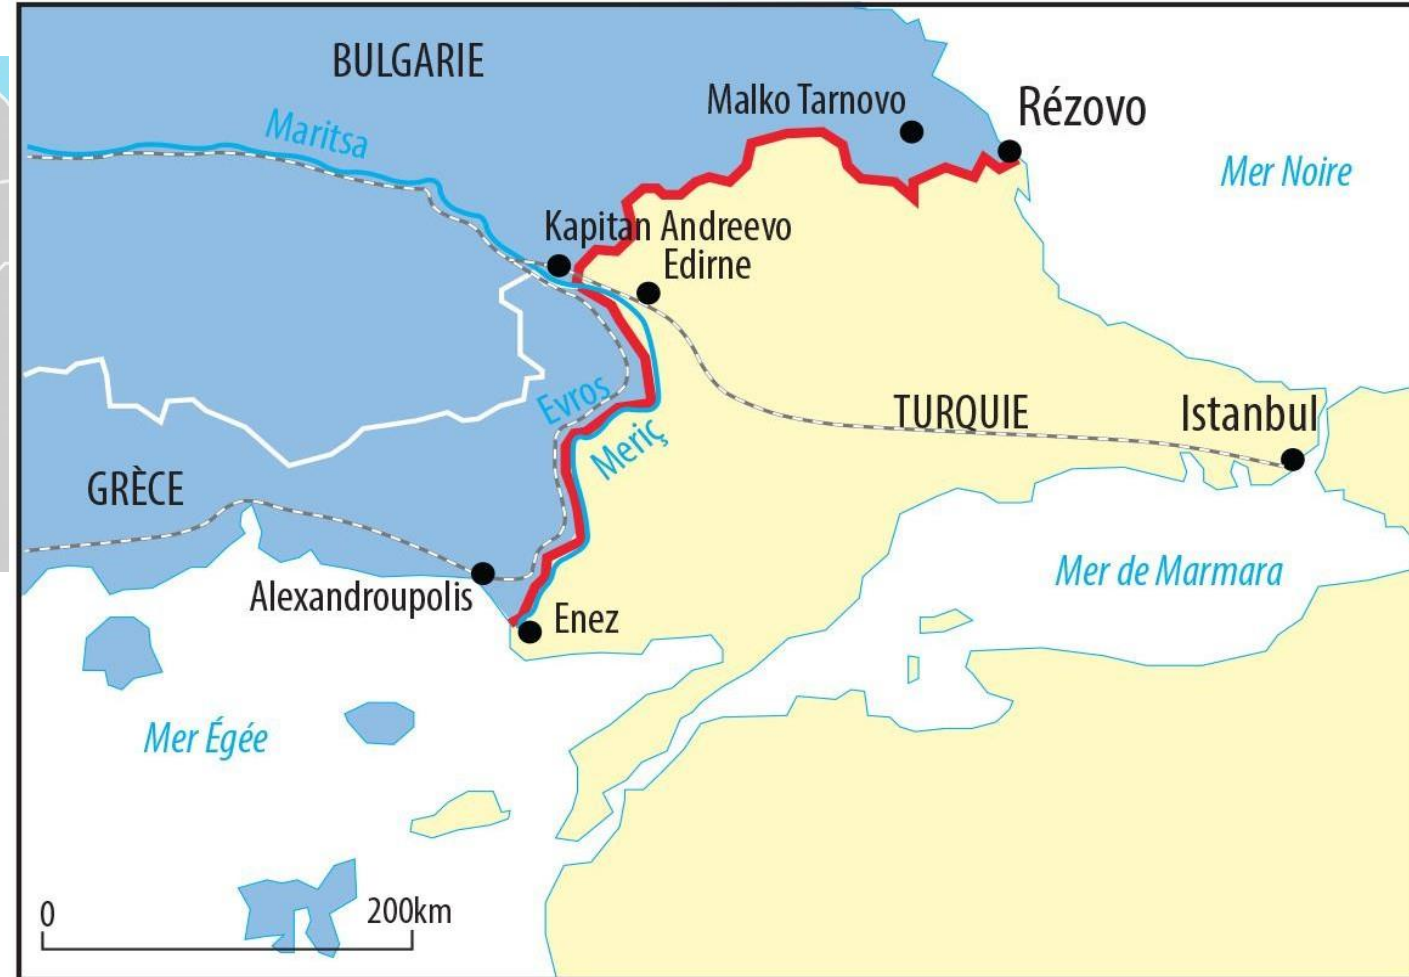 BULGARIE
Malko Tarnovo
Rézovo
Maritsa
Mer Noire
Kapitan Andreevo
Edirne
Evros
TURQUIE
Istanbul
Meriç
GRÈCE
Mer de Marmara
Alexandroupolis
Enez
Mer Égée
0
200km